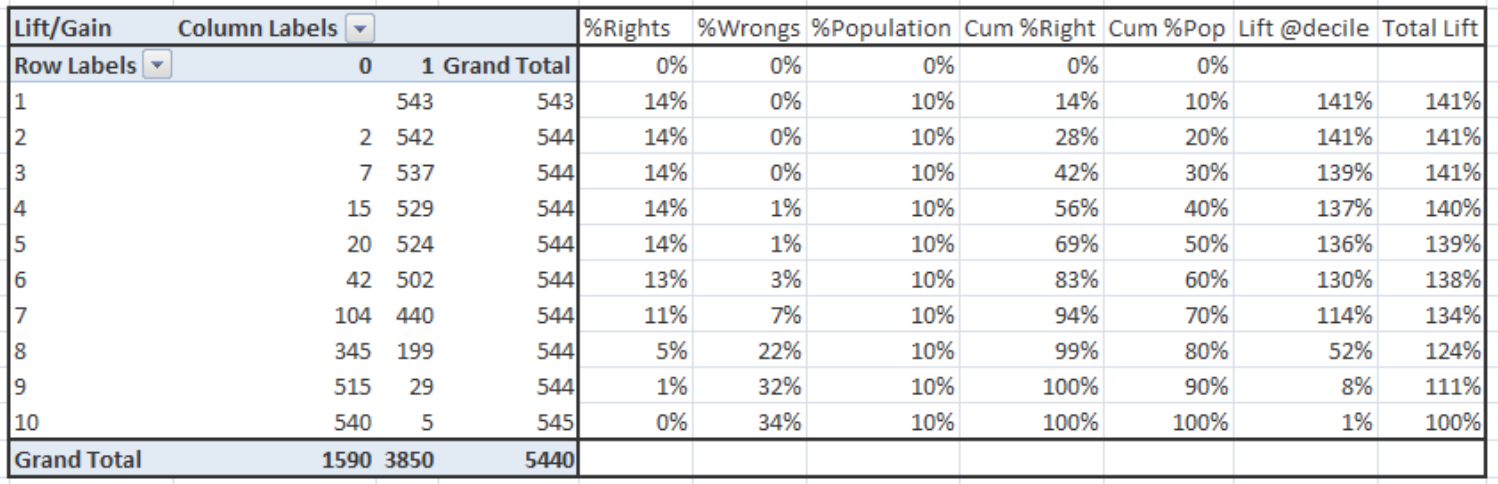 Lift/Gain Column Labels %Rights %Wrongs %Population Cum %Right Cum %Pop Lift @decile Total Lift
Row Labels 0 1 Grand Total 0% 0% 0% 0% 0%
1 543 543 14% 0% 10% 14% 10% 141% 141%
2 2 542 544 14% 0% 10% 28% 20% 141% 141%
3 7 537 544 14% 0% 10% 42% 30% 139% 141%
4 15 529 544 14% 1% 10% 56% 40% 137% 140%
5 20 524 544 14% 1% 10% 69% 50% 136% 139%
6 42 502 544 13% 3% 10% 83% 60% 130% 138%
7 104 440 544 11% 7% 10% 94% 70% 114% 134%
8 345 199 544 5% 22% 10% 99% 80% 52% 124%
9 515 29 544 1% 32% 10% 100% 90% 8% 111%
10 540 5 545 0% 34% 10% 100% 100% 1% 100%
Grand Total 1590 3850 5440